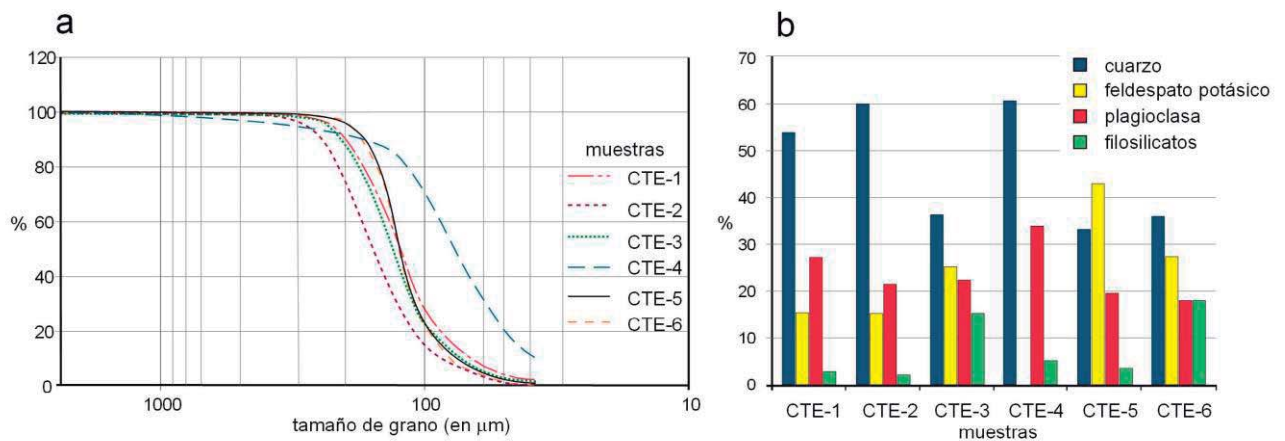 a
120
100
80
60
40
20
0
%
1000
100
10
tamaño de grano (en μm)
muestras
CTE-1
CTE-2
CTE-3
CTE-4
CTE-5
CTE-6
b
70
60
50
40
30
20
10
0
%
cuarzo
feldespato potásico
plagioclasa
filosilicatos
CTE-1 CTE-2 CTE-3 CTE-4 CTE-5 CTE-6
muestras